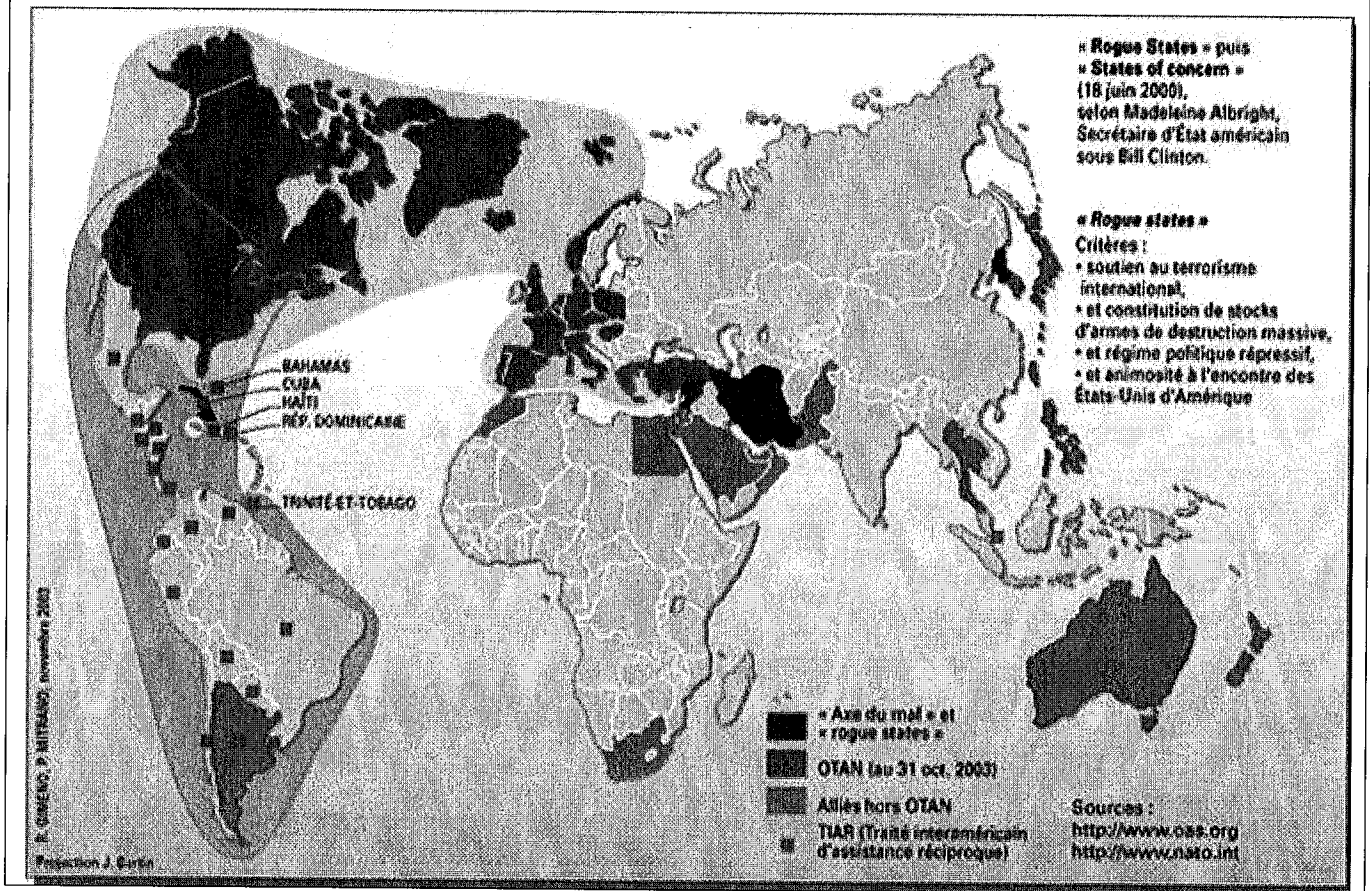 « Rogue States » puis
« States of concern »
(18 juin 2000),
selon Madeleine Albright,
Secrétaire d'État américain
sous Bill Clinton.
« Rogue states »
Critères :
• soutien au terrorisme
international,
• et constitution de stocks
d'armes de destruction massive,
• et régime politique répressif,
• et animosité à l'encontre des
États-Unis d'Amérique
BAHAMAS
CUBA
HAÏTI
RÉP. DOMINICAINE
TRINITÉ-ET-TOBAGO
« Axe du mal » et
« rogue states »
OTAN (au 31 oct. 2003)
Alliés hors OTAN
TIAR (Traité interaméricain
d'assistance réciproque)
Sources :
http://www.oas.org
http://www.nato.int
R. GIMENO, P. MITRANO, novembre 2003
Projection J. Bertin